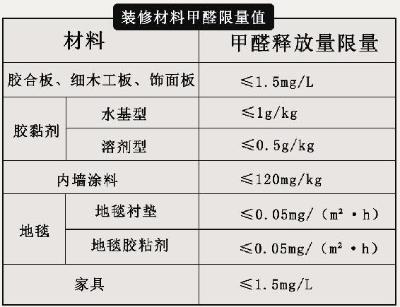 装修材料甲醛限量值
材料 甲醛释放量限量
胶合板、细木工板、饰面板 ≤1.5mg/L
胶黏剂 水基型 ≤1g/kg
溶剂型 ≤0.5g/kg
内墙涂料 ≤120mg/kg
地毯 地毯衬垫 ≤0.05mg/（m²·h）
地毯胶粘剂 ≤0.05mg/（m²·h）
家具 ≤1.5mg/L